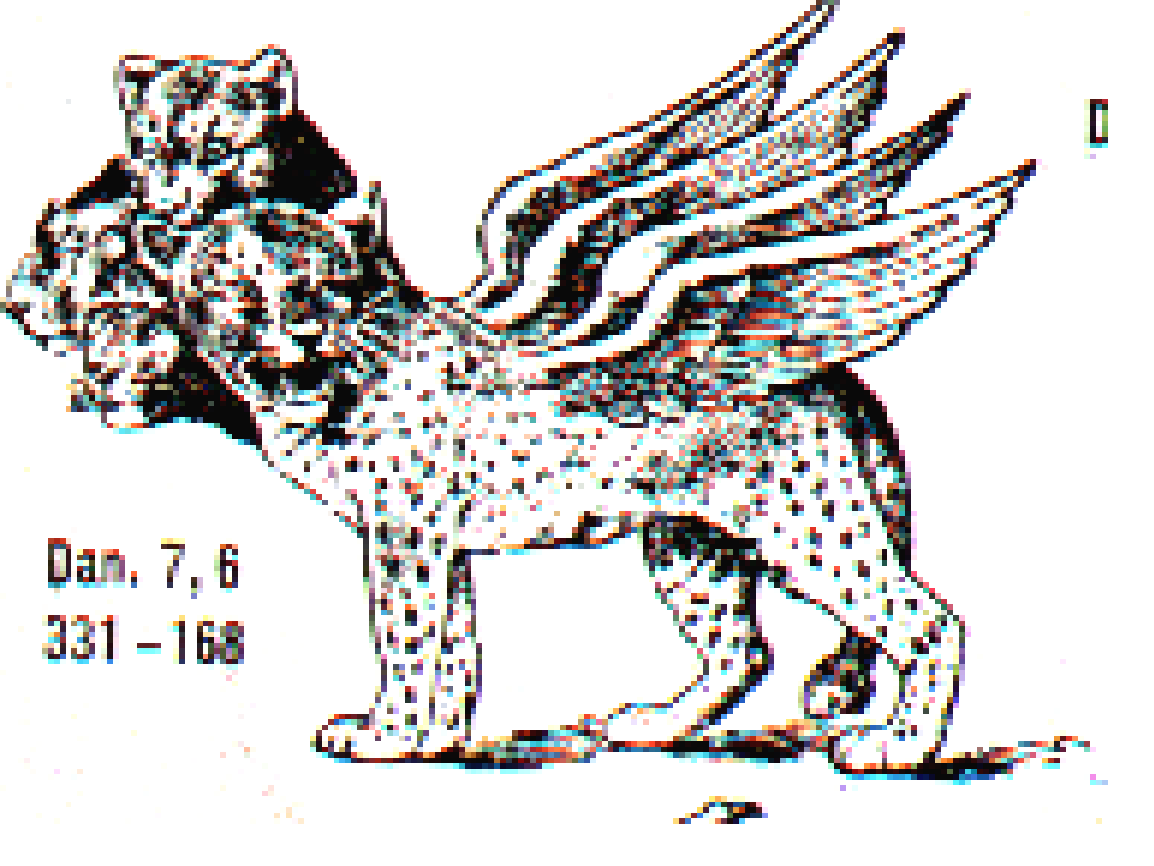 Dan. 7, 6
331 – 168
D